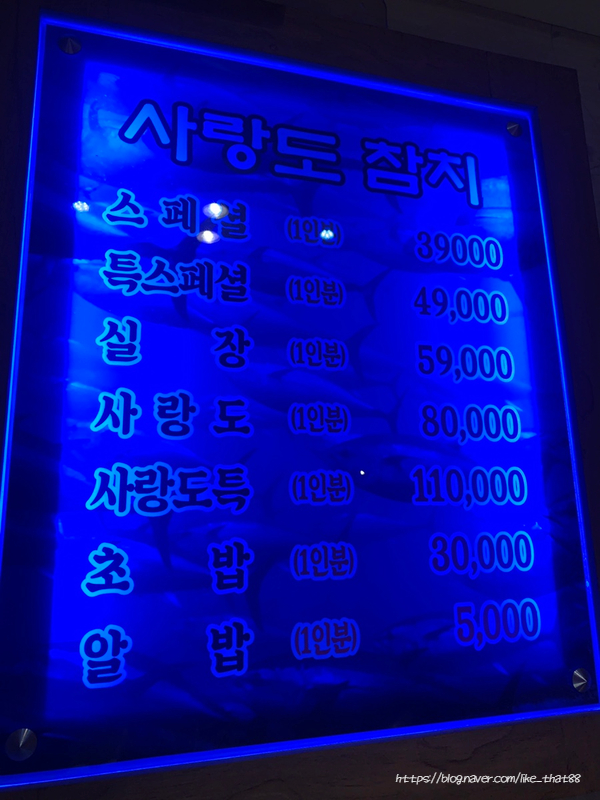 사랑도 참치
스페셜 (1인분) 39000
특스페셜 (1인분) 49,000
실장 (1인분) 59,000
사랑도 (1인분) 80,000
사랑도특 (1인분) 110,000
초밥 (1인분) 30,000
알밥 (1인분) 5,000
https://blog.naver.com/like_that88